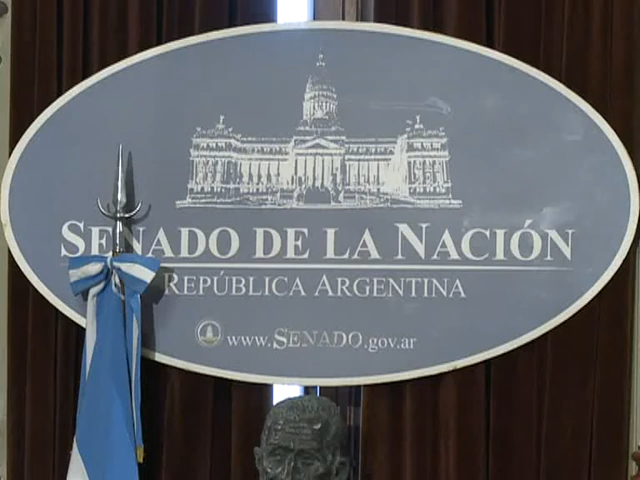 SENADO DE LA NACIÓN
REPÚBLICA ARGENTINA
www.SENADO.gov.ar